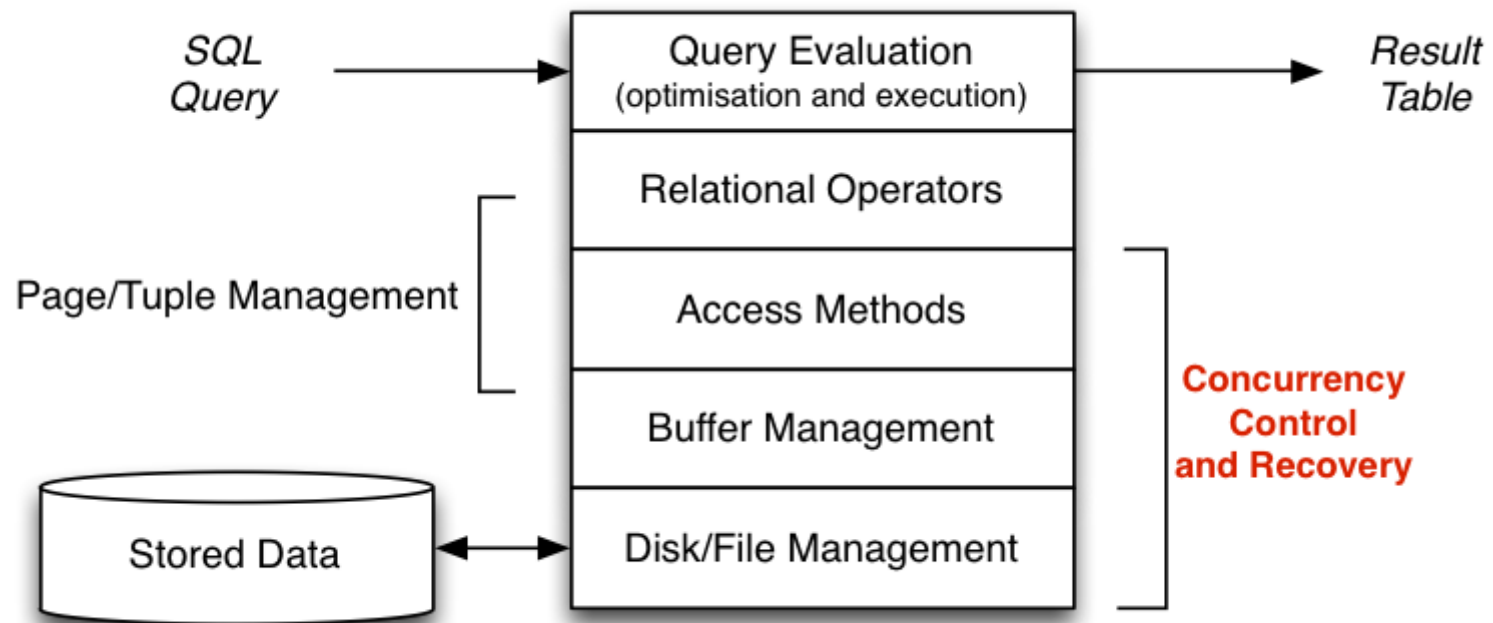 SQL
Query
Query Evaluation
(optimisation and execution)
Result
Table
Relational Operators
Page/Tuple Management
Access Methods
Concurrency
Control
and Recovery
Buffer Management
Stored Data
Disk/File Management